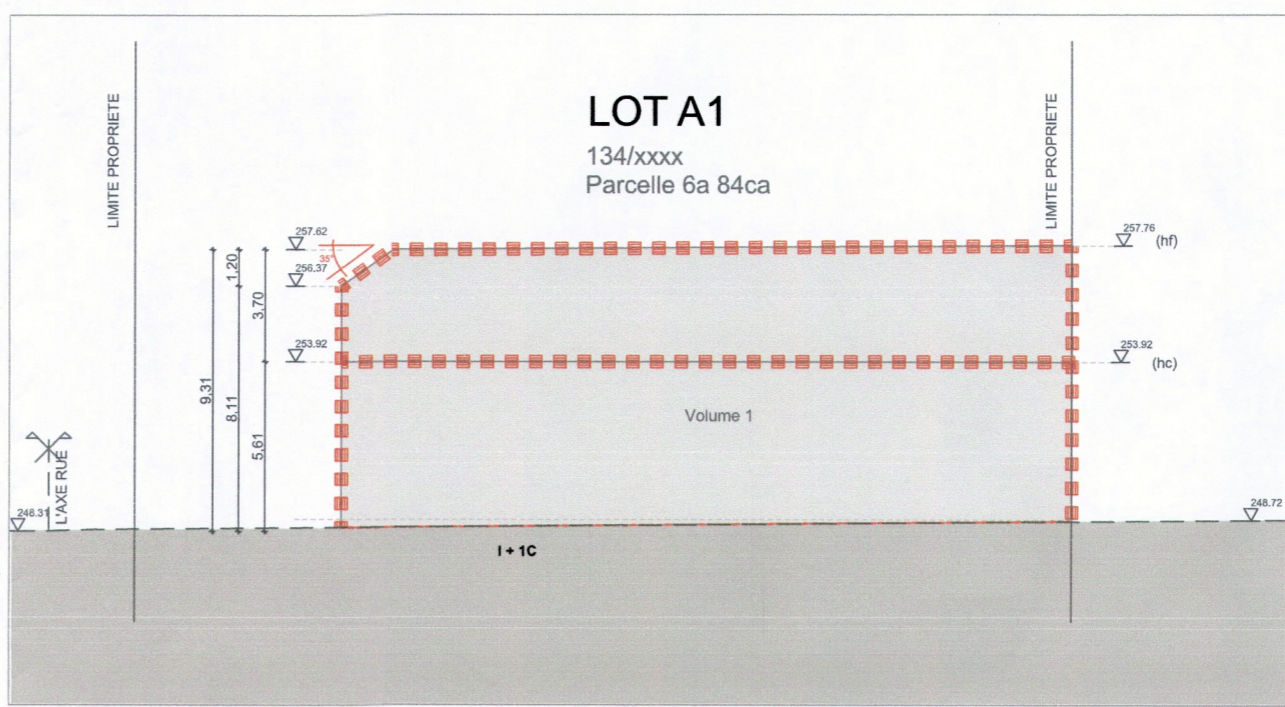 LOT A1
134/xxxx
Parcelle 6a 84ca
LIMITE PROPRIETE
LIMITE PROPRIETE
257.62
35°
256.37
253.92
1.20
3.70
9.31
8.11
5.61
257.76
(hf)
253.92
(hc)
Volume 1
L'AXE RUE
248.31
248.72
I + 1C